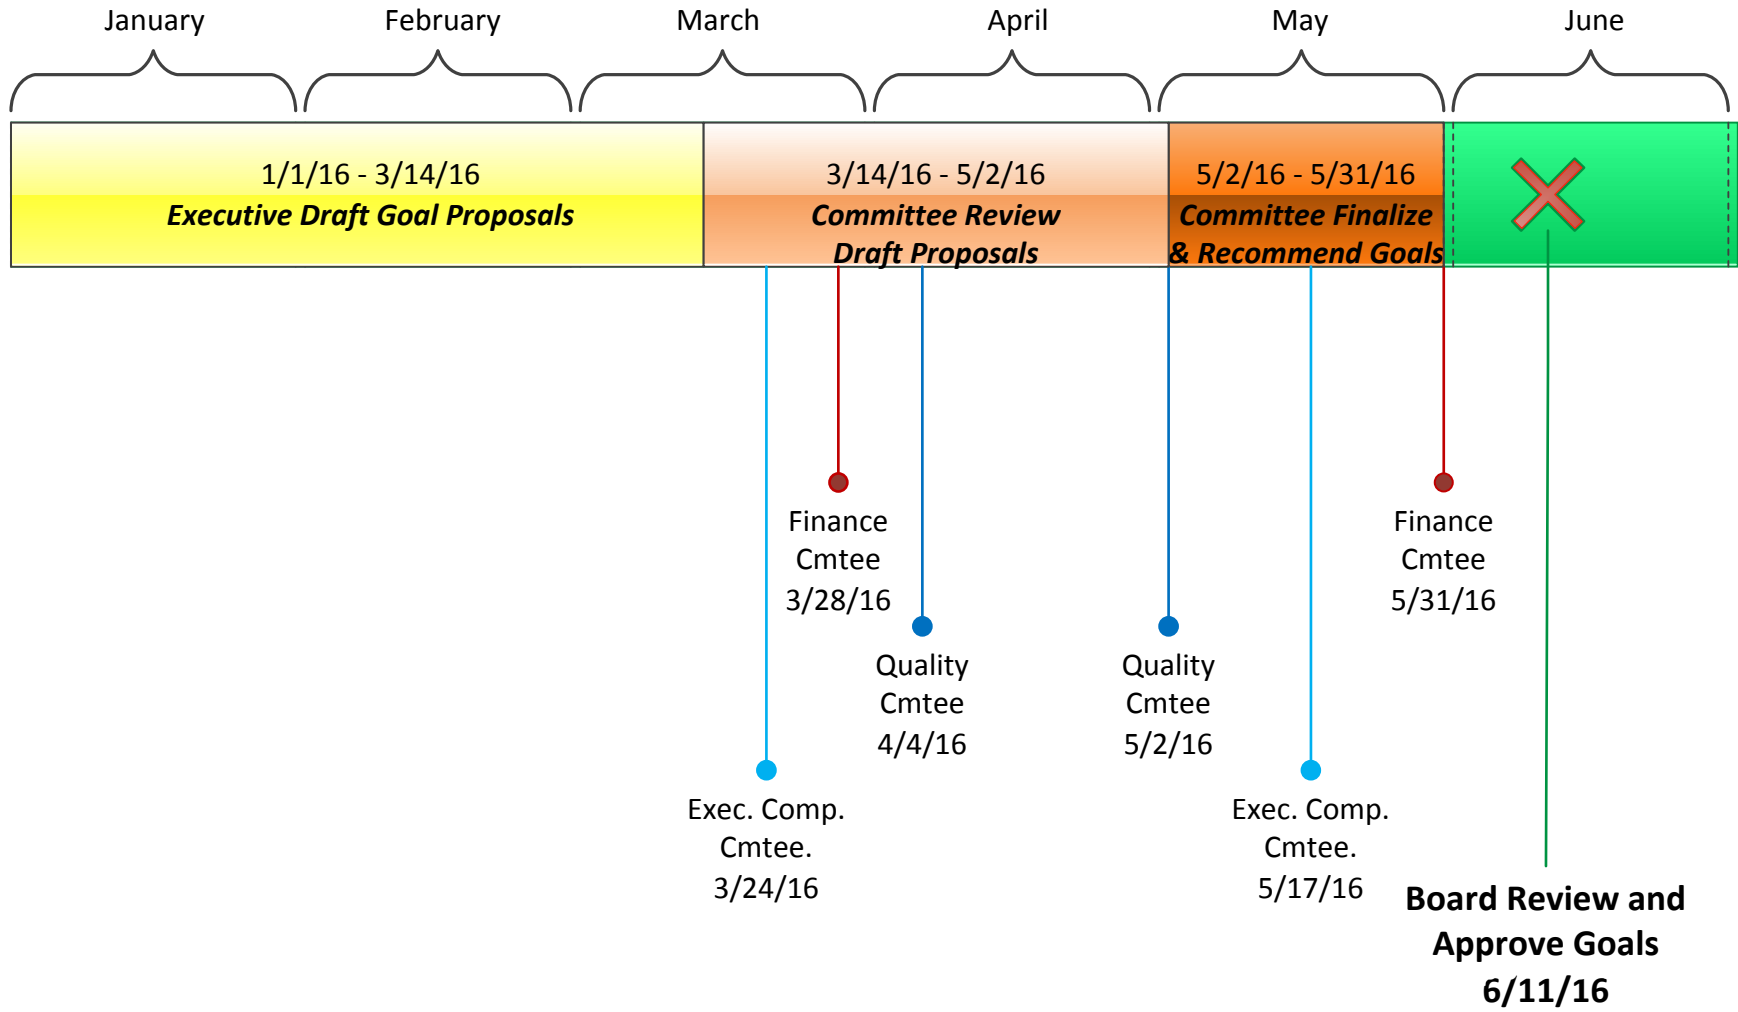 January
February
March
April
May
June
1/1/16 - 3/14/16
Executive Draft Goal Proposals
3/14/16 - 5/2/16
Committee Review
Draft Proposals
5/2/16 - 5/31/16
Committee Finalize
& Recommend Goals
Finance
Cmtee
3/28/16
Finance
Cmtee
5/31/16
Quality
Cmtee
4/4/16
Quality
Cmtee
5/2/16
Exec. Comp.
Cmtee.
3/24/16
Exec. Comp.
Cmtee.
5/17/16
Board Review and
Approve Goals
6/11/16